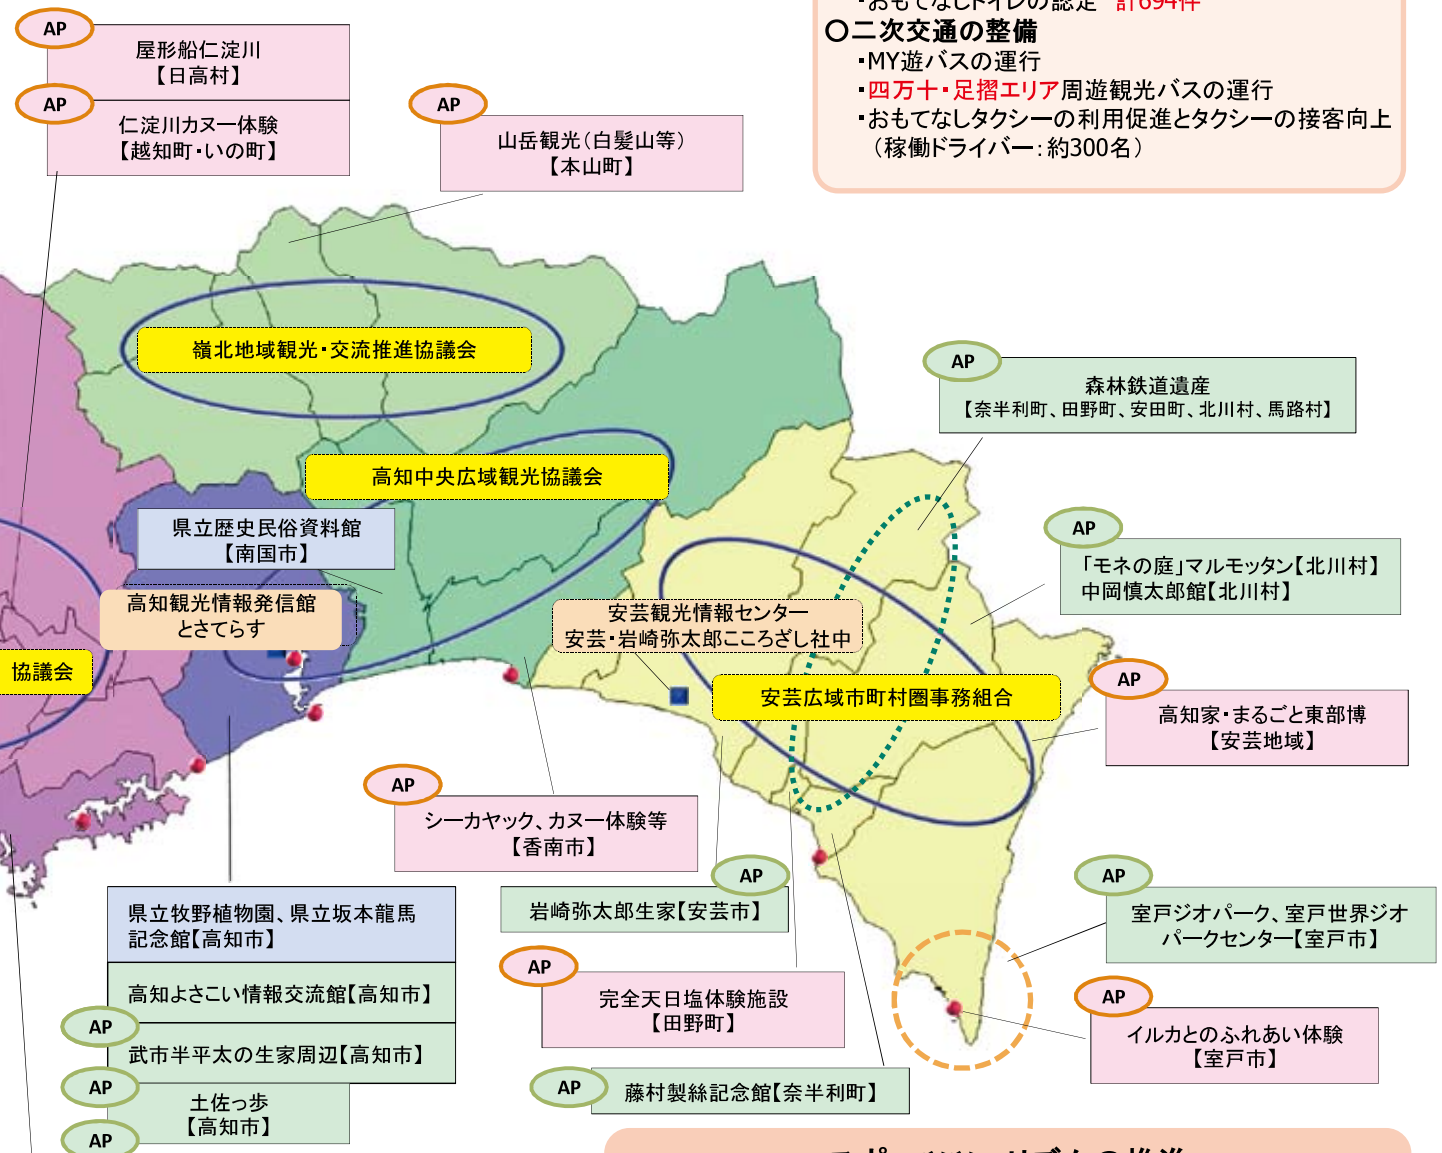 ・おもてなしトイレの認定 計694件
〇二次交通の整備
・MY遊バスの運行
・四万十・足摺エリア周遊観光バスの運行
・おもてなしタクシーの利用促進とタクシーの接客向上
（稼働ドライバー：約300名）
AP
屋形船仁淀川
【日高村】
AP
仁淀川カヌー体験
【越知町・いの町】
AP
山岳観光（白髪山等）
【本山町】
嶺北地域観光・交流推進協議会
AP
森林鉄道遺産
【奈半利町、田野町、安田町、北川村、馬路村】
高知中央広域観光協議会
県立歴史民俗資料館
【南国市】
AP
「モネの庭」マルモッタン【北川村】
中岡慎太郎館【北川村】
高知観光情報発信館
とさてらす
安芸観光情報センター
安芸・岩崎弥太郎こころざし社中
協議会
安芸広域市町村圏事務組合
AP
高知家・まるごと東部博
【安芸地域】
AP
シーカヤック、カヌー体験等
【香南市】
AP
岩崎弥太郎生家【安芸市】
AP
室戸ジオパーク、室戸世界ジオ
パークセンター【室戸市】
県立牧野植物園、県立坂本龍馬
記念館【高知市】
高知よさこい情報交流館【高知市】
AP
武市半平太の生家周辺【高知市】
AP
土佐っ歩
【高知市】
AP
AP
完全天日塩体験施設
【田野町】
AP
イルカとのふれあい体験
【室戸市】
AP
藤村製絲記念館【奈半利町】